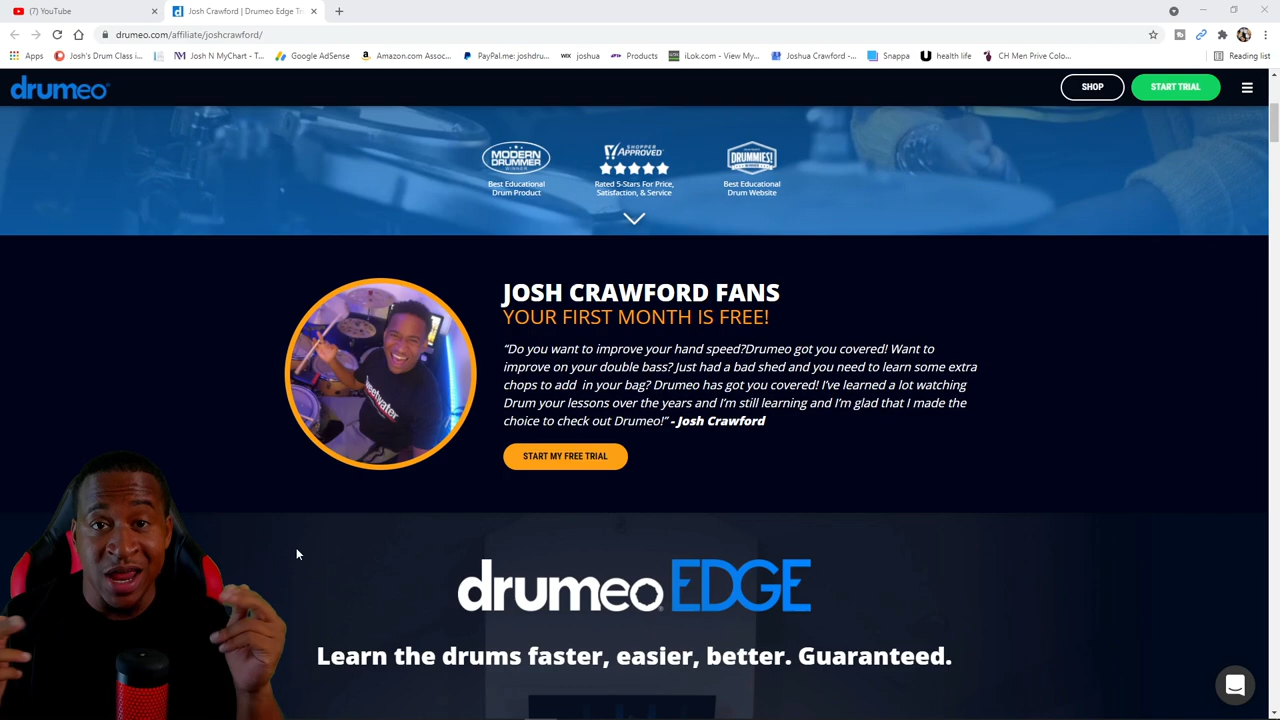 (7) YouTube
Josh Crawford | Drumeo Edge Tri
drumeo.com/affiliate/joshcrawford/
Apps
Josh's Drum Class i...
Josh N MyChart - T...
Google AdSense
Amazon.com Assoc...
PayPal.me: joshdru...
WIX
joshua
Products
iLok.com - View My...
Joshua Crawford -...
Snappa
health life
CH Men Prive Colo...
Reading list
drumeo
SHOP
START TRIAL
MODERN DRUMMER WINNER
Best Educational
Drum Product
SHOPPER APPROVED
Rated 5-Stars For Price,
Satisfaction, & Service
DRUMMIES! WINNER
Best Educational
Drum Website
JOSH CRAWFORD FANS
YOUR FIRST MONTH IS FREE!
“Do you want to improve your hand speed?Drumeo got you covered! Want to
improve on your double bass? Just had a bad shed and you need to learn some extra
chops to add in your bag? Drumeo has got you covered! I’ve learned a lot watching
Drum your lessons over the years and I’m still learning and I’m glad that I made the
choice to check out Drumeo!” - Josh Crawford
START MY FREE TRIAL
drumeo EDGE
Learn the drums faster, easier, better. Guaranteed.